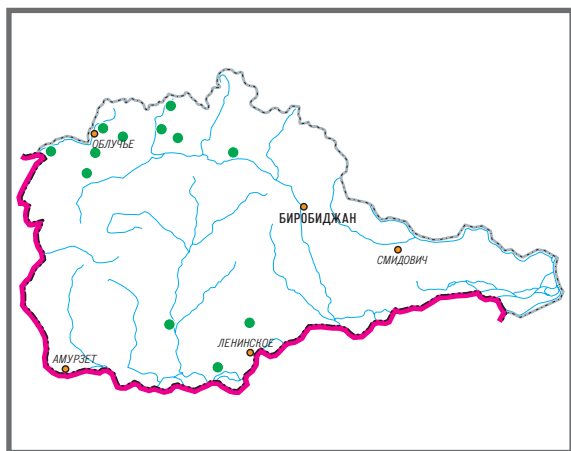 ОБЛУЧЬЕ
БИРОБИДЖАН
СМИДОВИЧ
ЛЕНИНСКОЕ
АМУРЗЕТ